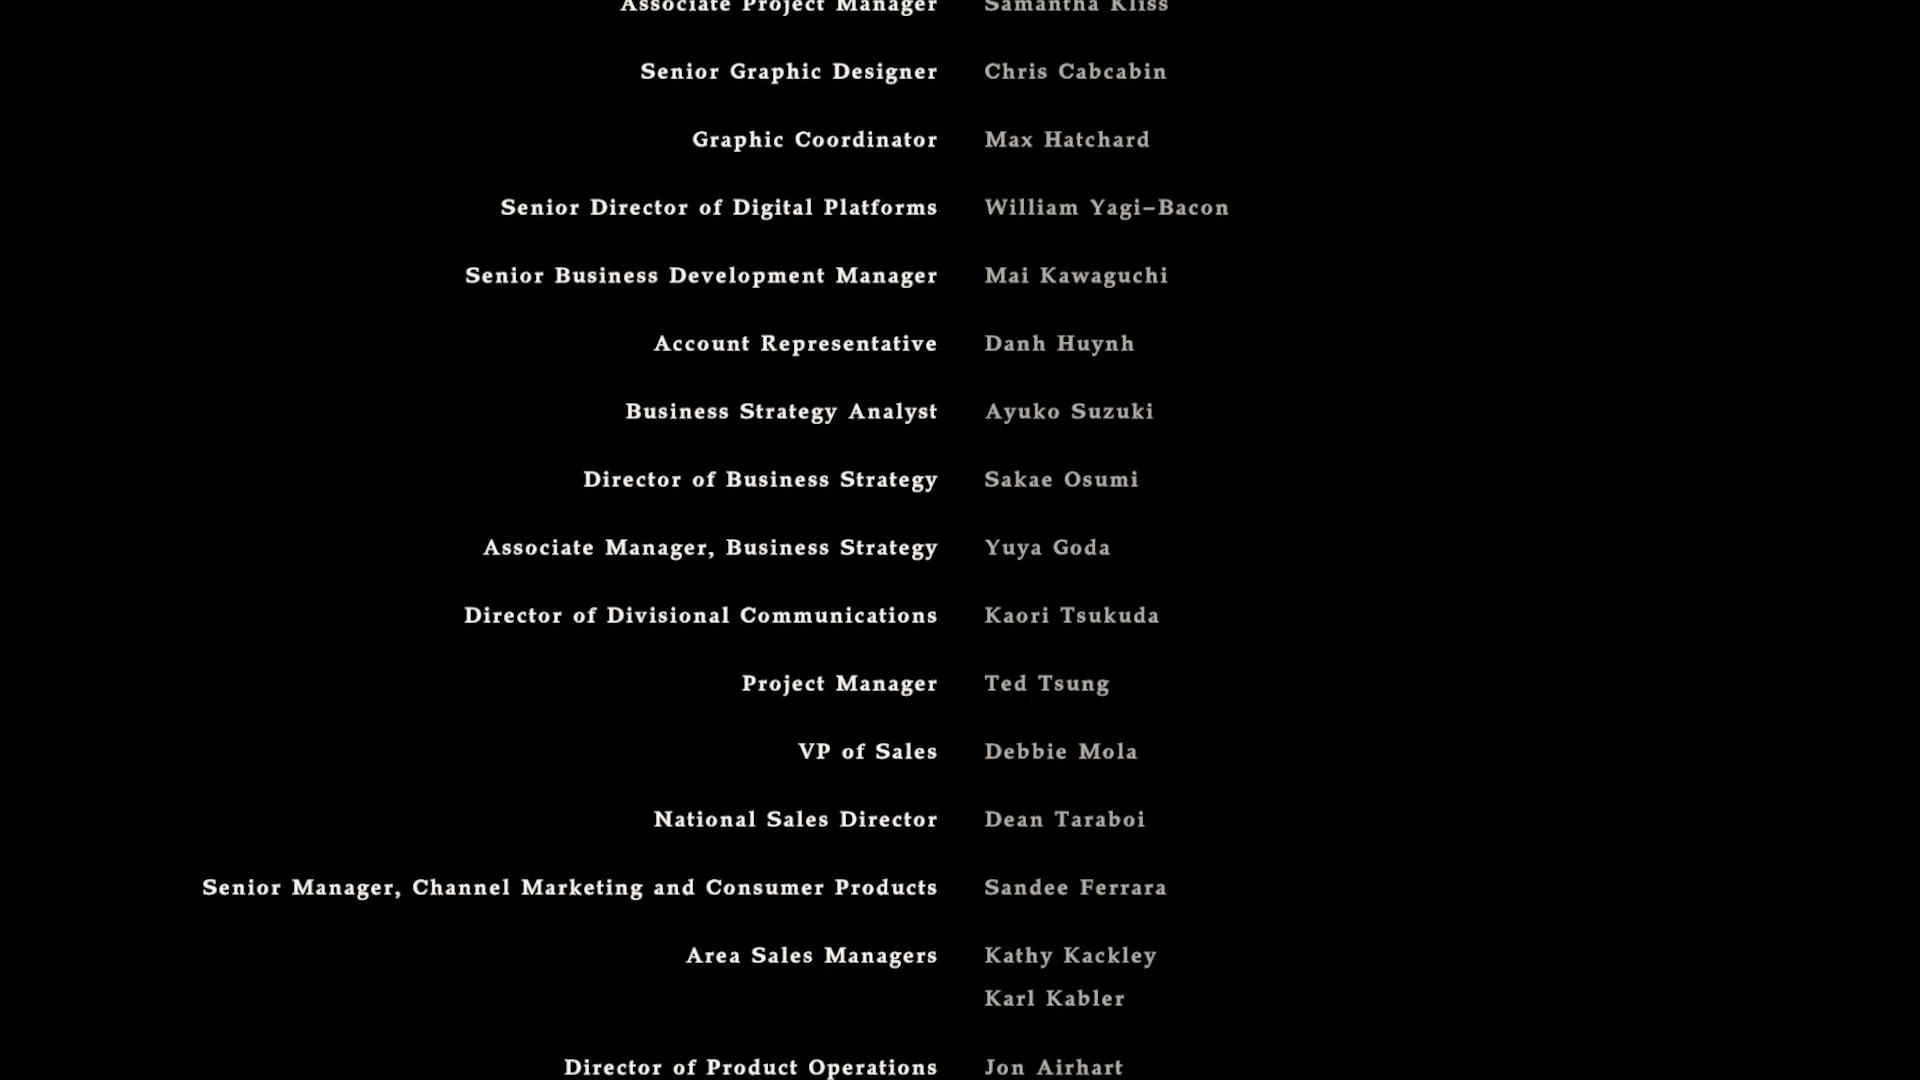 Associate Project Manager Samantha Kliss
Senior Graphic Designer Chris Cabcabin
Graphic Coordinator Max Hatchard
Senior Director of Digital Platforms William Yagi–Bacon
Senior Business Development Manager Mai Kawaguchi
Account Representative Danh Huynh
Business Strategy Analyst Ayuko Suzuki
Director of Business Strategy Sakae Osumi
Associate Manager, Business Strategy Yuya Goda
Director of Divisional Communications Kaori Tsukuda
Project Manager Ted Tsung
VP of Sales Debbie Mola
National Sales Director Dean Taraboi
Senior Manager, Channel Marketing and Consumer Products Sandee Ferrara
Area Sales Managers Kathy Kackley
Karl Kabler
Director of Product Operations Jon Airhart